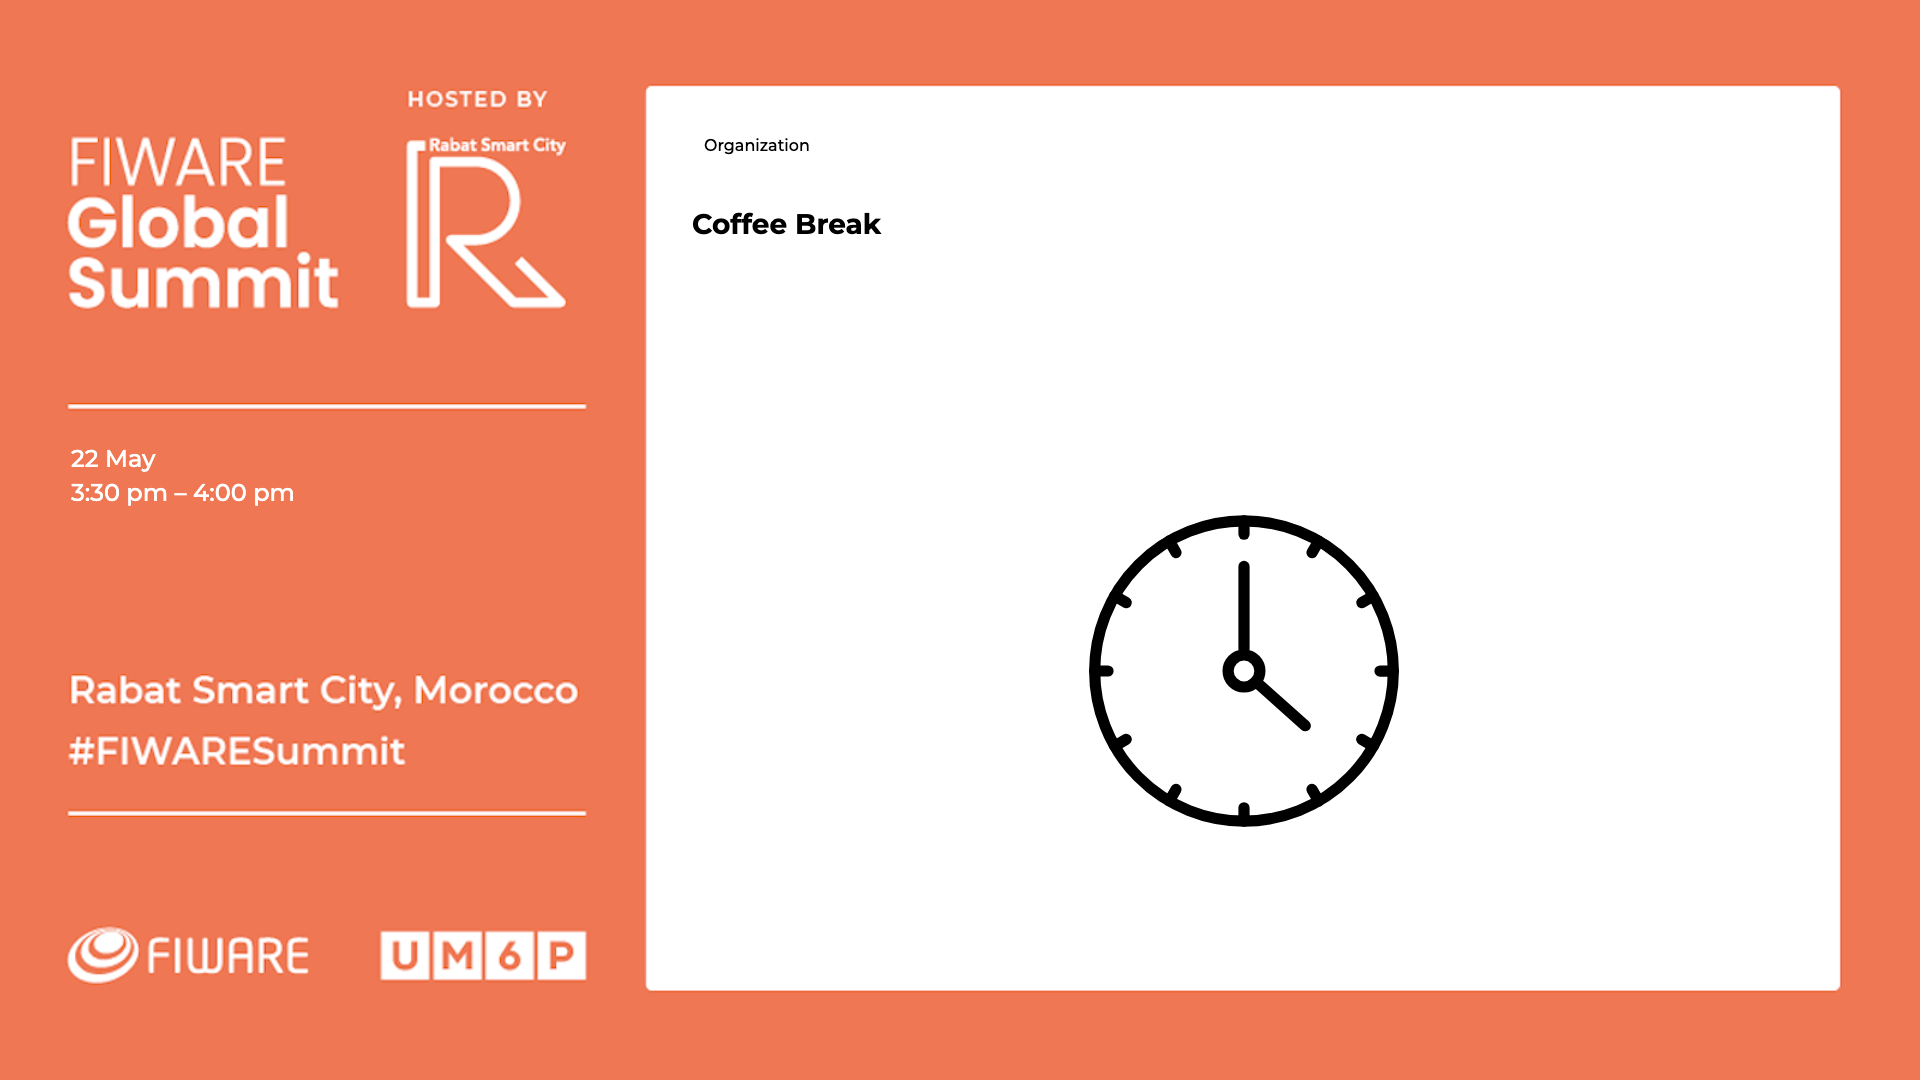 HOSTED BY
FIWARE
Global
Summit
Rabat Smart City
R
22 May
3:30 pm – 4:00 pm
Rabat Smart City, Morocco
#FIWARESummit
FIWARE
UM6P
Organization
Coffee Break